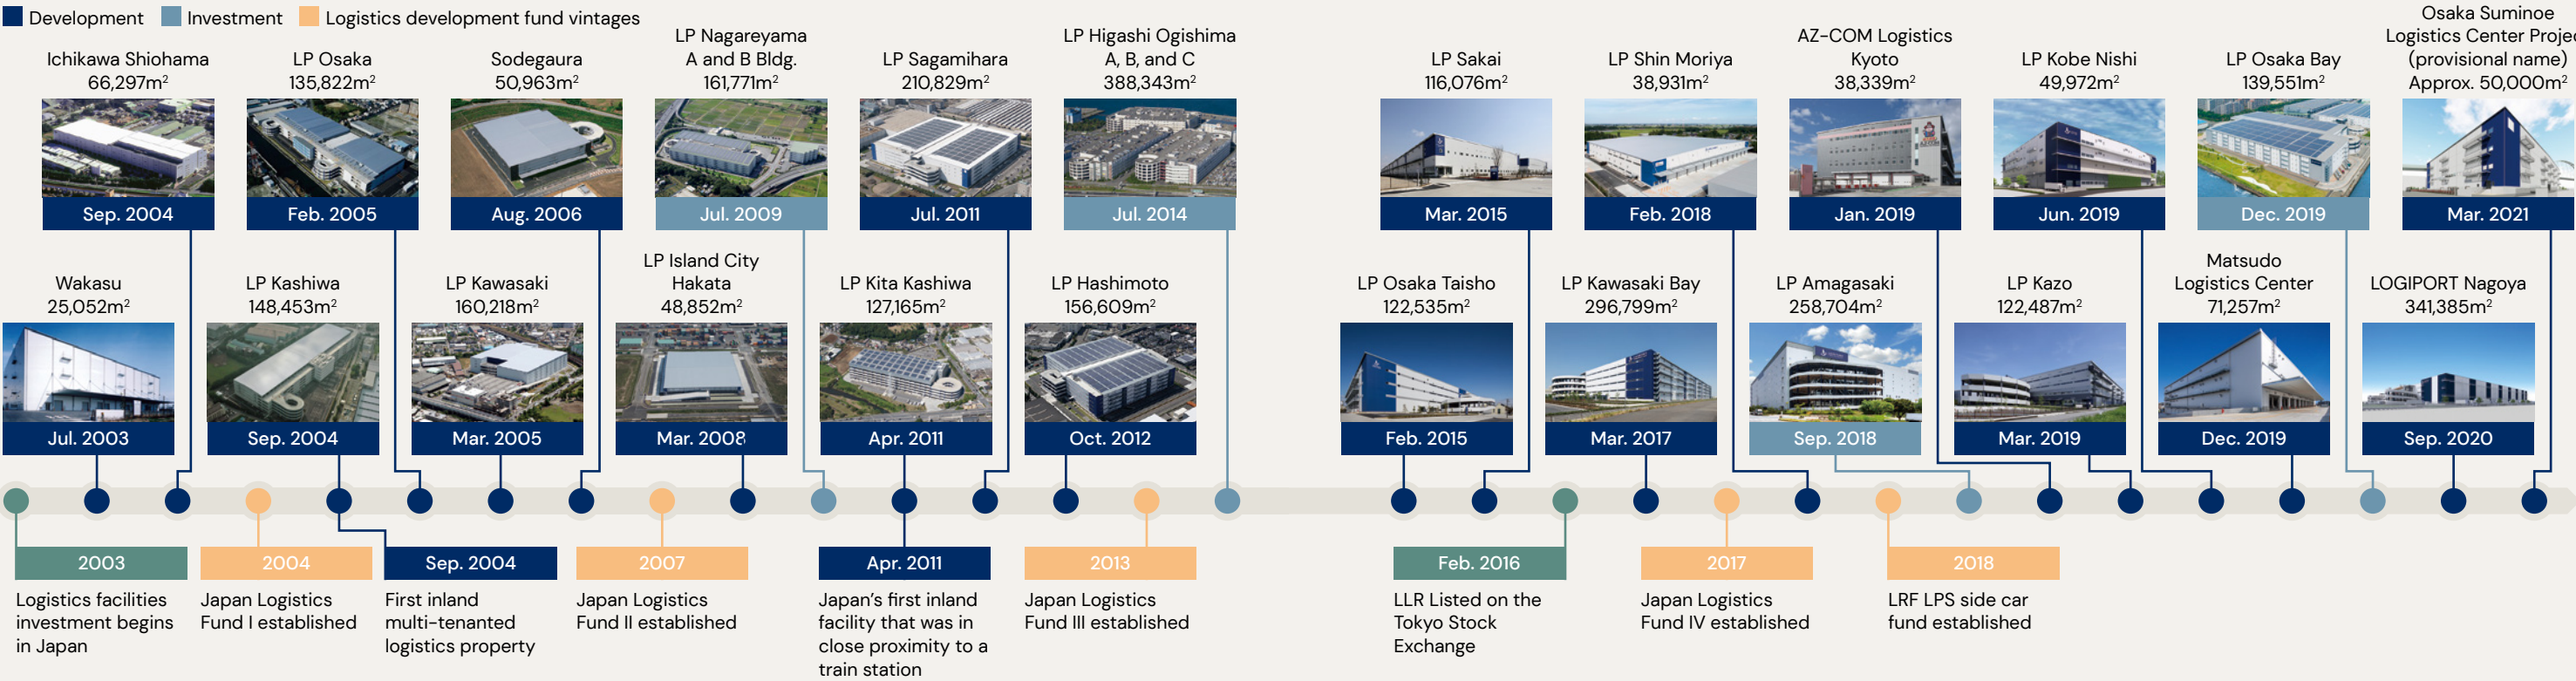 Development
Investment
Logistics development fund vintages
Ichikawa Shiohama
66,297m²
Sep. 2004
LP Osaka
135,822m²
Feb. 2005
Sodegaura
50,963m²
Aug. 2006
LP Nagareyama
A and B Bldg.
161,771m²
Jul. 2009
LP Sagamihara
210,829m²
Jul. 2011
LP Higashi Ogishima
A, B, and C
388,343m²
Jul. 2014
LP Sakai
116,076m²
Mar. 2015
LP Shin Moriya
38,931m²
Feb. 2018
AZ-COM Logistics
Kyoto
38,339m²
Jan. 2019
LP Kobe Nishi
49,972m²
Jun. 2019
LP Osaka Bay
139,551m²
Dec. 2019
Osaka Suminoe
Logistics Center Projec
(provisional name)
Approx. 50,000m²
Mar. 2021
Wakasu
25,052m²
Jul. 2003
LP Kashiwa
148,453m²
Sep. 2004
LP Kawasaki
160,218m²
Mar. 2005
LP Island City
Hakata
48,852m²
Mar. 2008
LP Kita Kashiwa
127,165m²
Apr. 2011
LP Hashimoto
156,609m²
Oct. 2012
LP Osaka Taisho
122,535m²
Feb. 2015
LP Kawasaki Bay
296,799m²
Mar. 2017
LP Amagasaki
258,704m²
Sep. 2018
LP Kazo
122,487m²
Mar. 2019
Matsudo
Logistics Center
71,257m²
Dec. 2019
LOGIPORT Nagoya
341,385m²
Sep. 2020
2003
Logistics facilities
investment begins
in Japan
2004
Japan Logistics
Fund I established
Sep. 2004
First inland
multi-tenanted
logistics property
2007
Japan Logistics
Fund II established
Apr. 2011
Japan's first inland
facility that was in
close proximity to a
train station
2013
Japan Logistics
Fund III established
Feb. 2016
LLR Listed on the
Tokyo Stock
Exchange
2017
Japan Logistics
Fund IV established
2018
LRF LPS side car
fund established